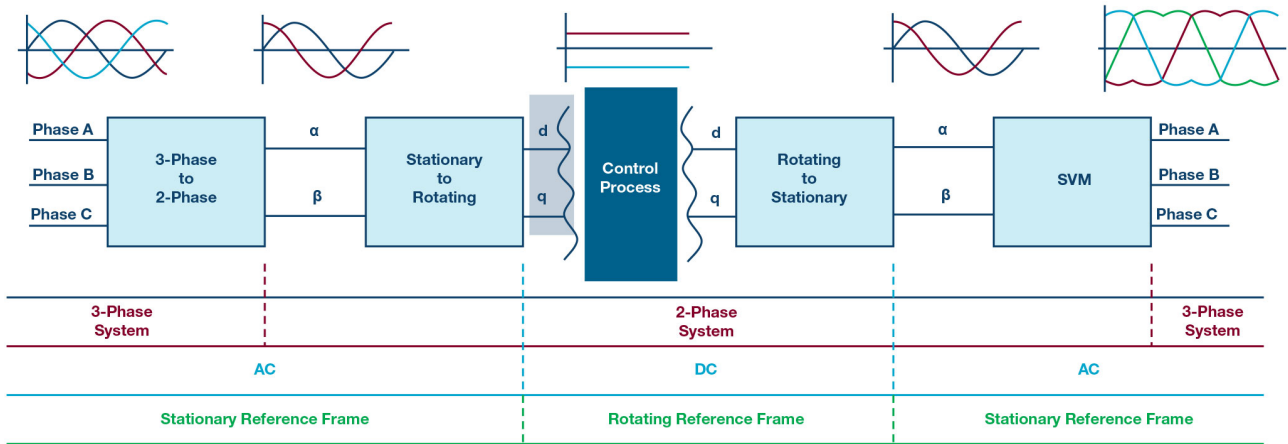 Phase A
Phase B
Phase C
3-Phase
to
2-Phase
α
β
Stationary
to
Rotating
d
q
Control
Process
d
q
Rotating
to
Stationary
α
β
SVM
Phase A
Phase B
Phase C
3-Phase
System
2-Phase
System
3-Phase
System
AC
DC
AC
Stationary Reference Frame
Rotating Reference Frame
Stationary Reference Frame